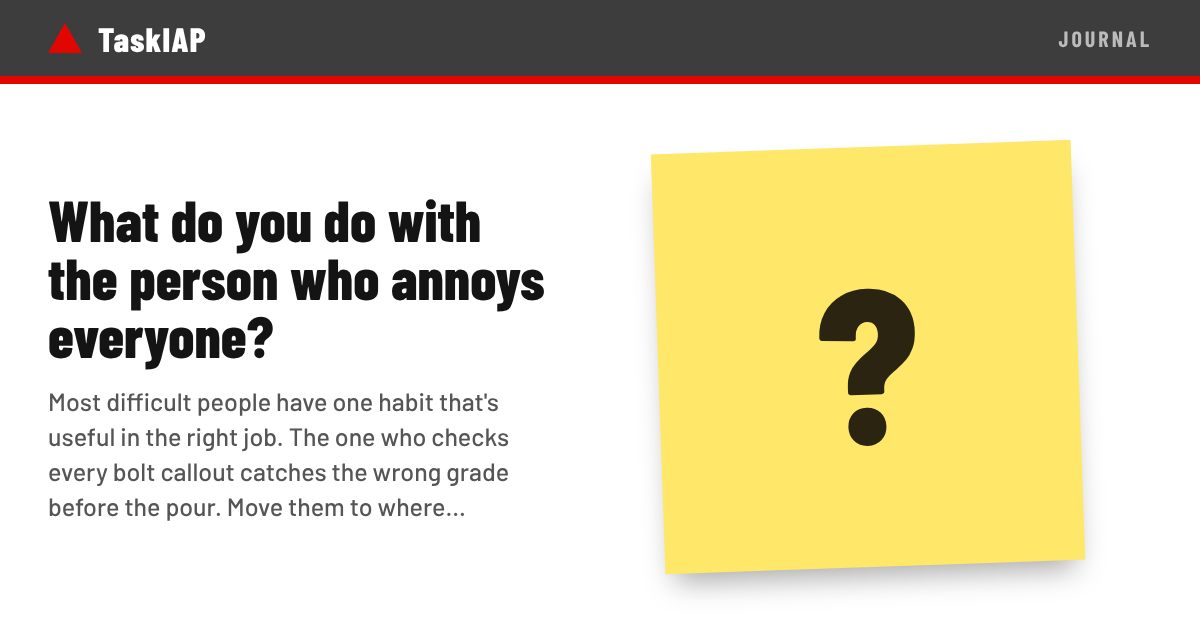 TaskIAP
JOURNAL
What do you do with
the person who annoys
everyone?
Most difficult people have one habit that's
useful in the right job. The one who checks
every bolt callout catches the wrong grade
before the pour. Move them to where...
?